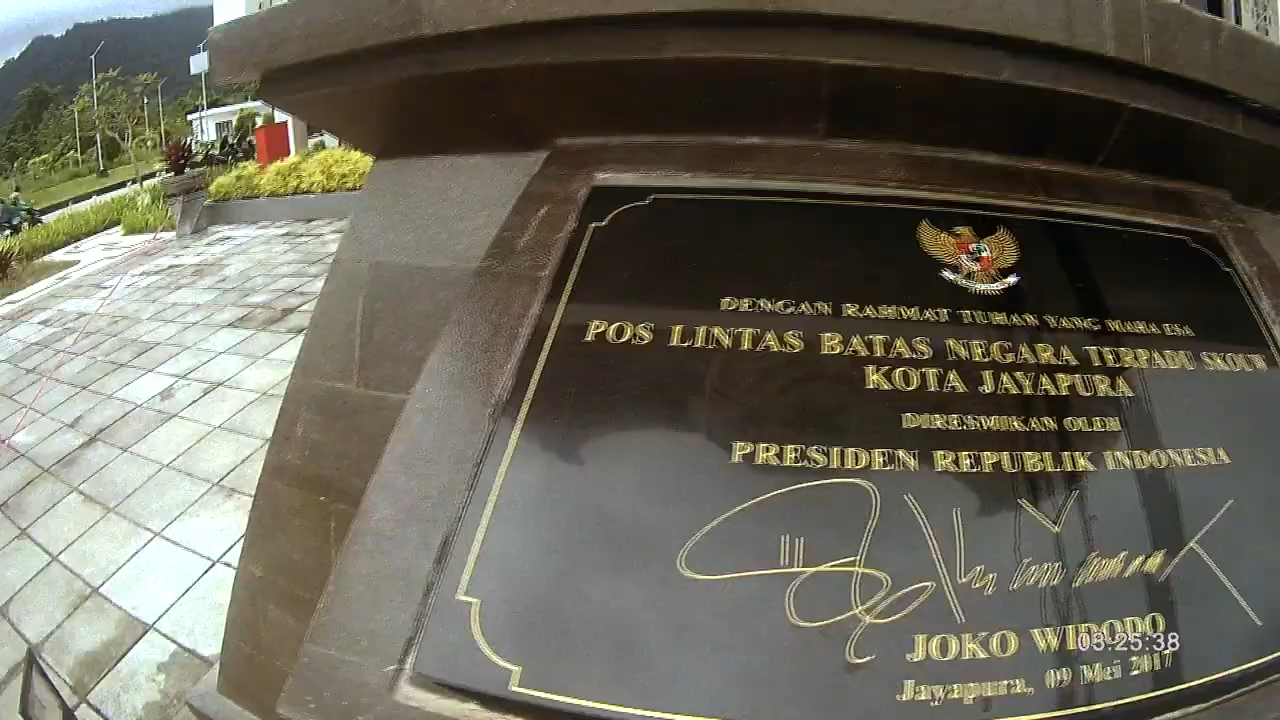 DENGAN RAHMAT TUHAN YANG MAHA ESA
POS LINTAS BATAS NEGARA TERPADU SKOUW
KOTA JAYAPURA
DIRESMIKAN OLEH
PRESIDEN REPUBLIK INDONESIA
JOKO WIDODO
03:25:38
Jayapura, 09 Mei 2017